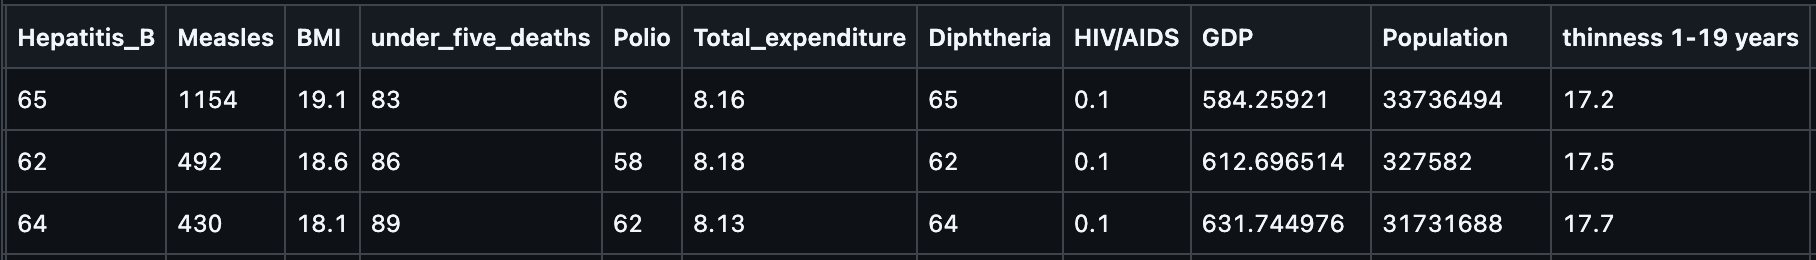 Hepatitis_B Measles BMI under_five_deaths Polio Total_expenditure Diphtheria HIV/AIDS GDP Population thinness 1-19 years
65 1154 19.1 83 6 8.16 65 0.1 584.25921 33736494 17.2
62 492 18.6 86 58 8.18 62 0.1 612.696514 327582 17.5
64 430 18.1 89 62 8.13 64 0.1 631.744976 31731688 17.7